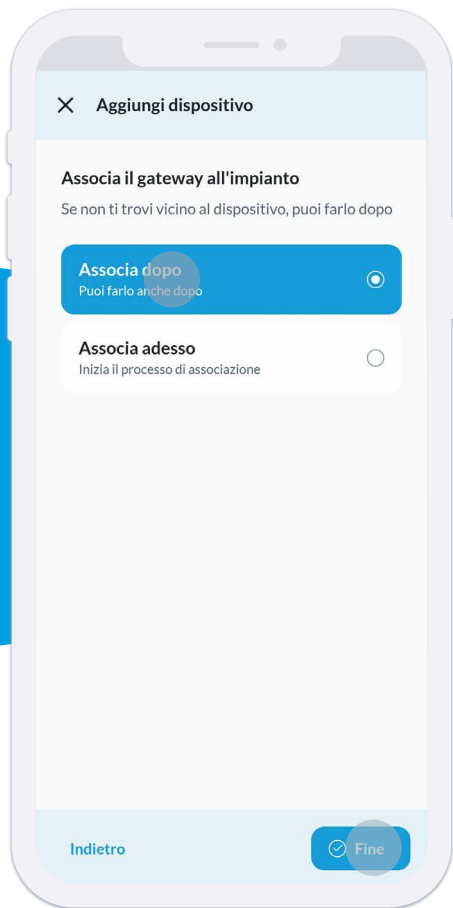 Aggiungi dispositivo
Associa il gateway all'impianto
Se non ti trovi vicino al dispositivo, puoi farlo dopo
Associa dopo
Puoi farlo anche dopo
Associa adesso
Inizia il processo di associazione
Indietro
Fine